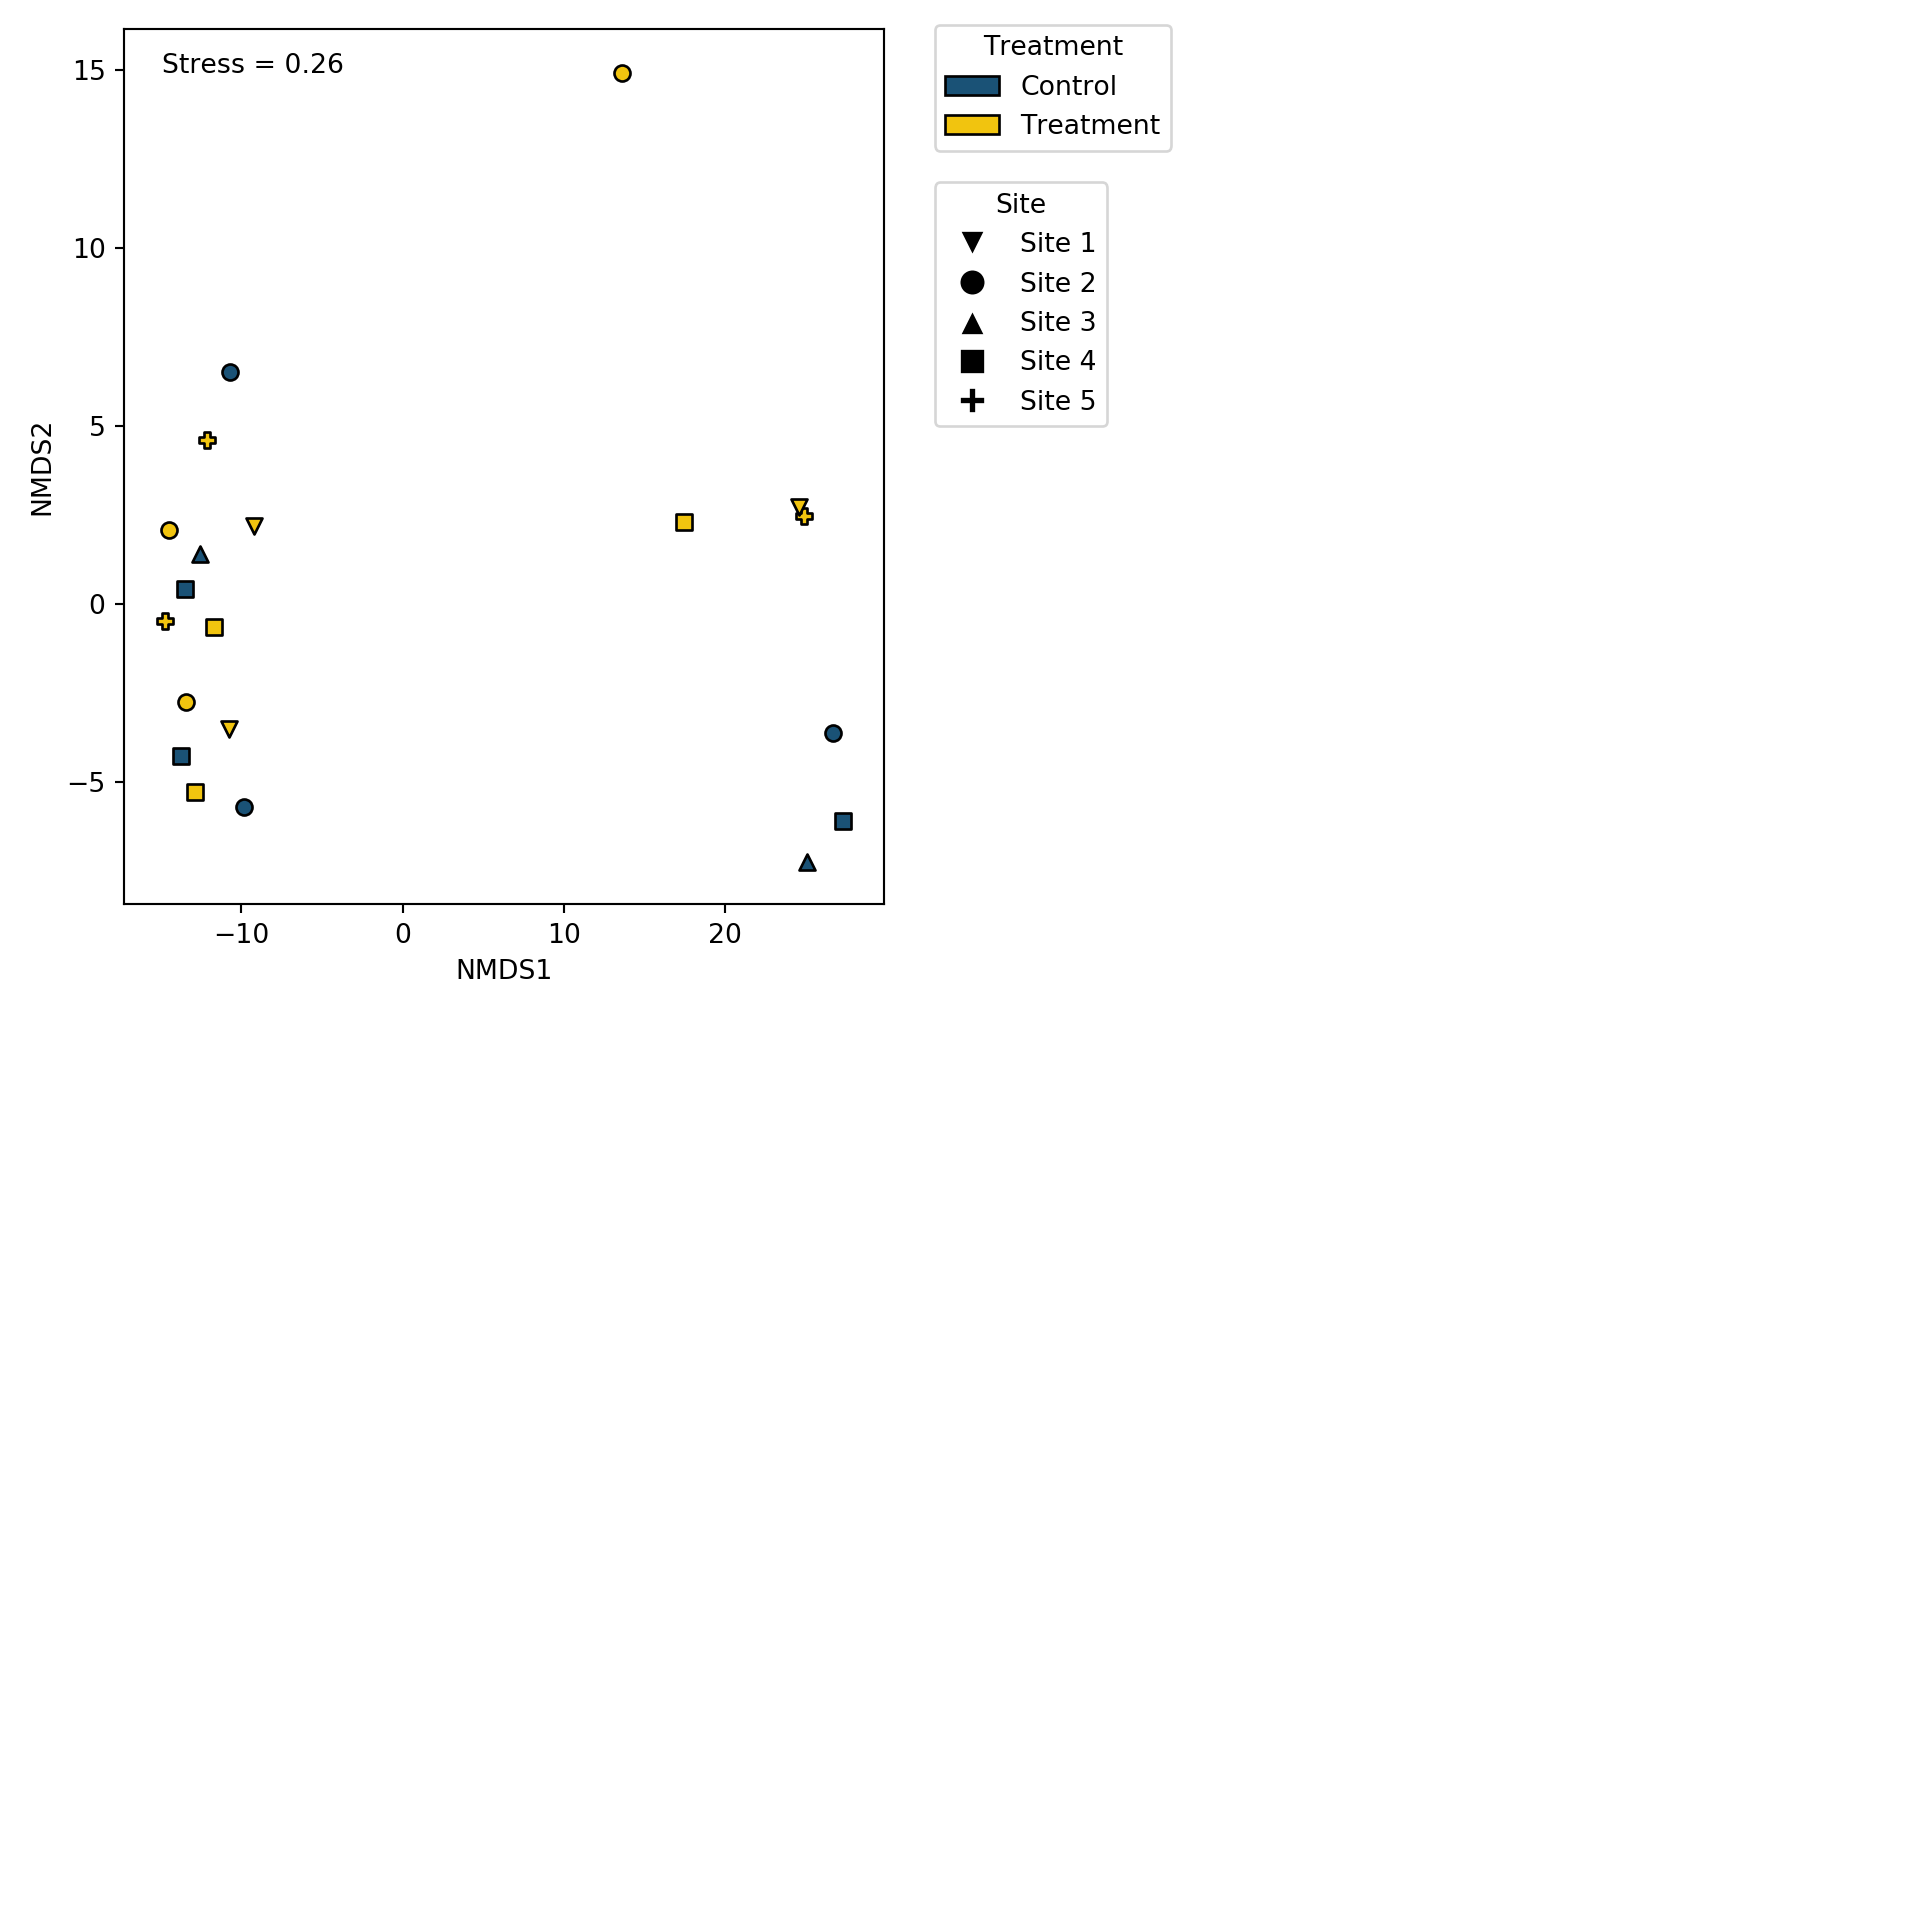 Stress = 0.26
15
10
5
0
−5
NMDS2
−10
0
10
20
NMDS1
Treatment
Control
Treatment
Site
Site 1
Site 2
Site 3
Site 4
Site 5